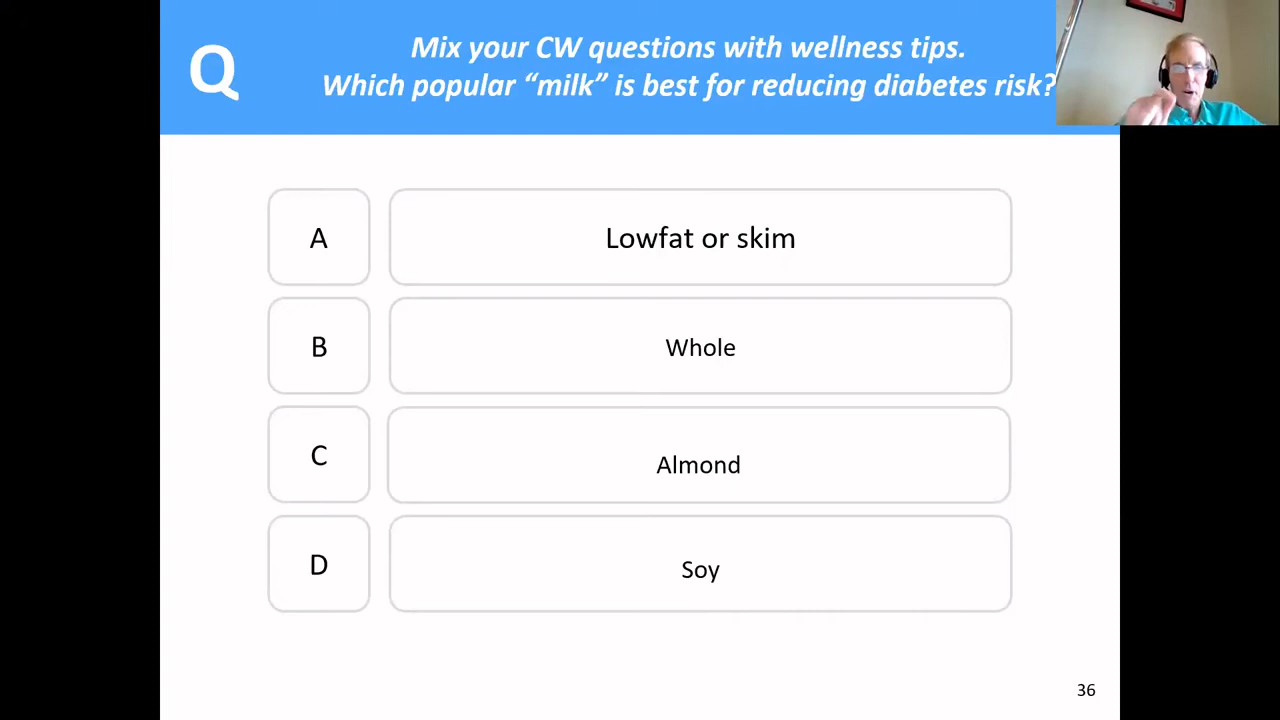 Q
Mix your CW questions with wellness tips.
Which popular “milk” is best for reducing diabetes risk?
A
Lowfat or skim
B
Whole
C
Almond
D
Soy
36